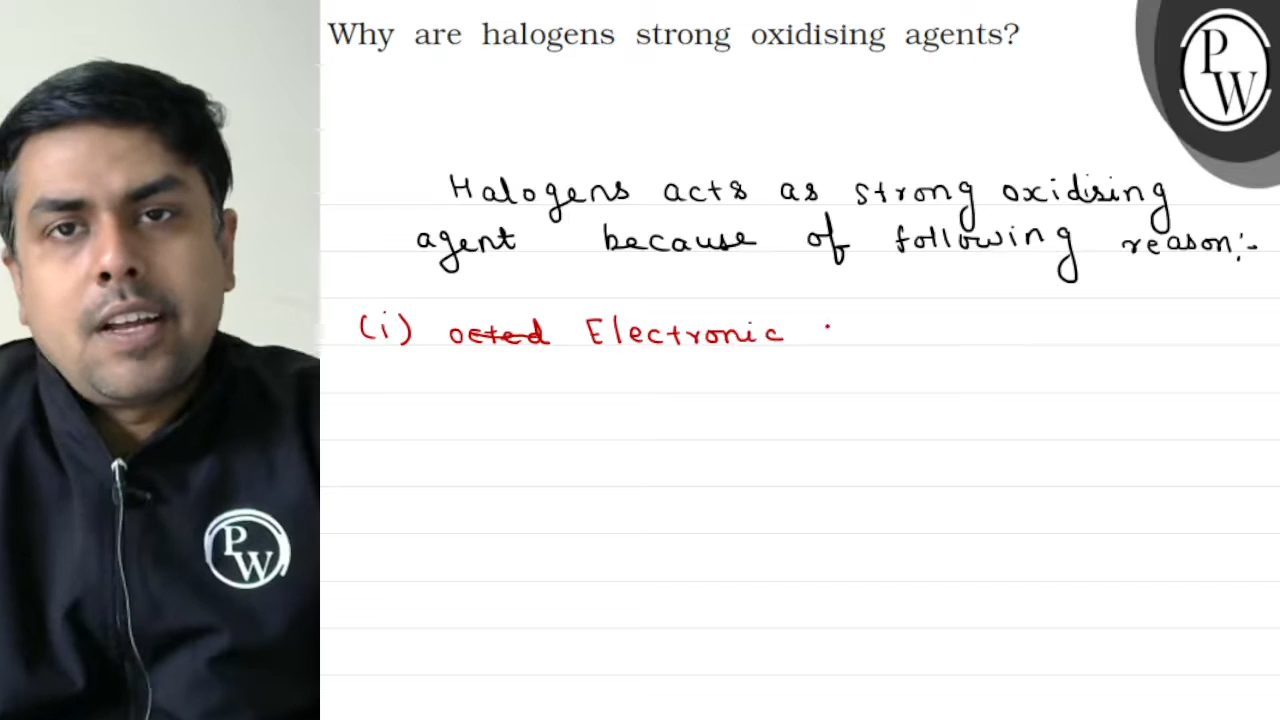 Why are halogens strong oxidising agents?
PW
Halogens acts as strong oxidising
agent because of following reason:-
(i) octed Electronic
PW